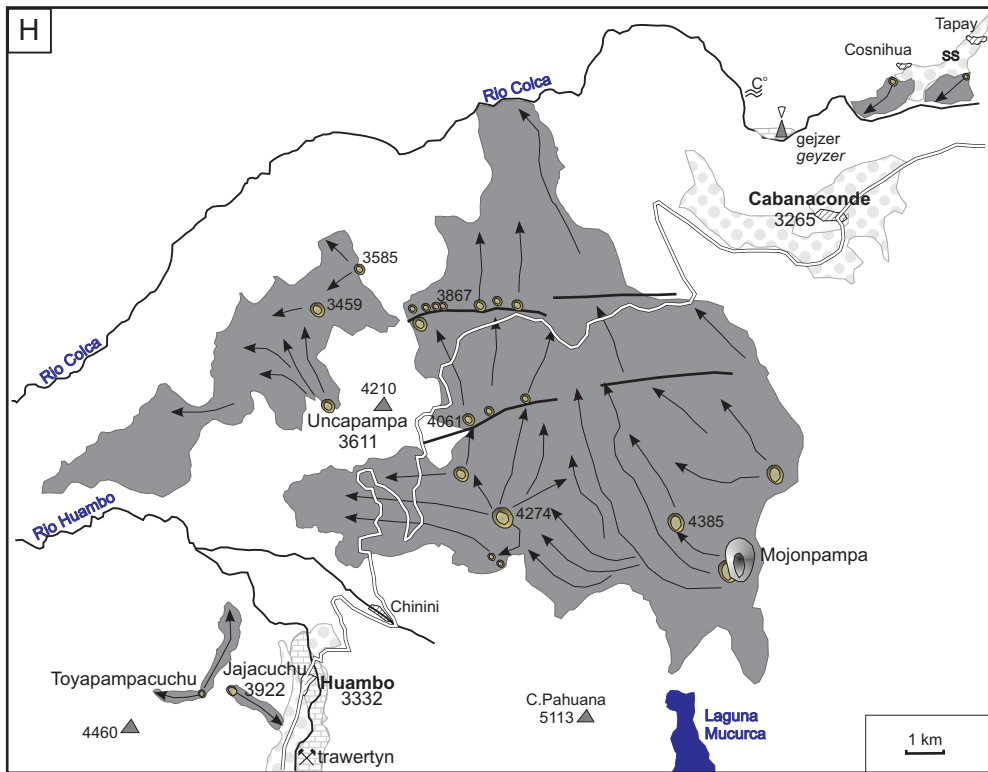 H
Tapay
Cosnihua
SS
Rio Colca
C°
gejzer
geyzer
Cabanaconde
3265
3585
3867
3459
Rio Colca
4210
Uncapampa
3611
4061
4274
4385
Rio Huambo
Mojonpampa
Chinini
Toyapampacuchu
Jajacuchu
3922
Huambo
3332
C.Pahuana
5113
4460
Laguna
Mucurca
trawertyn
1 km